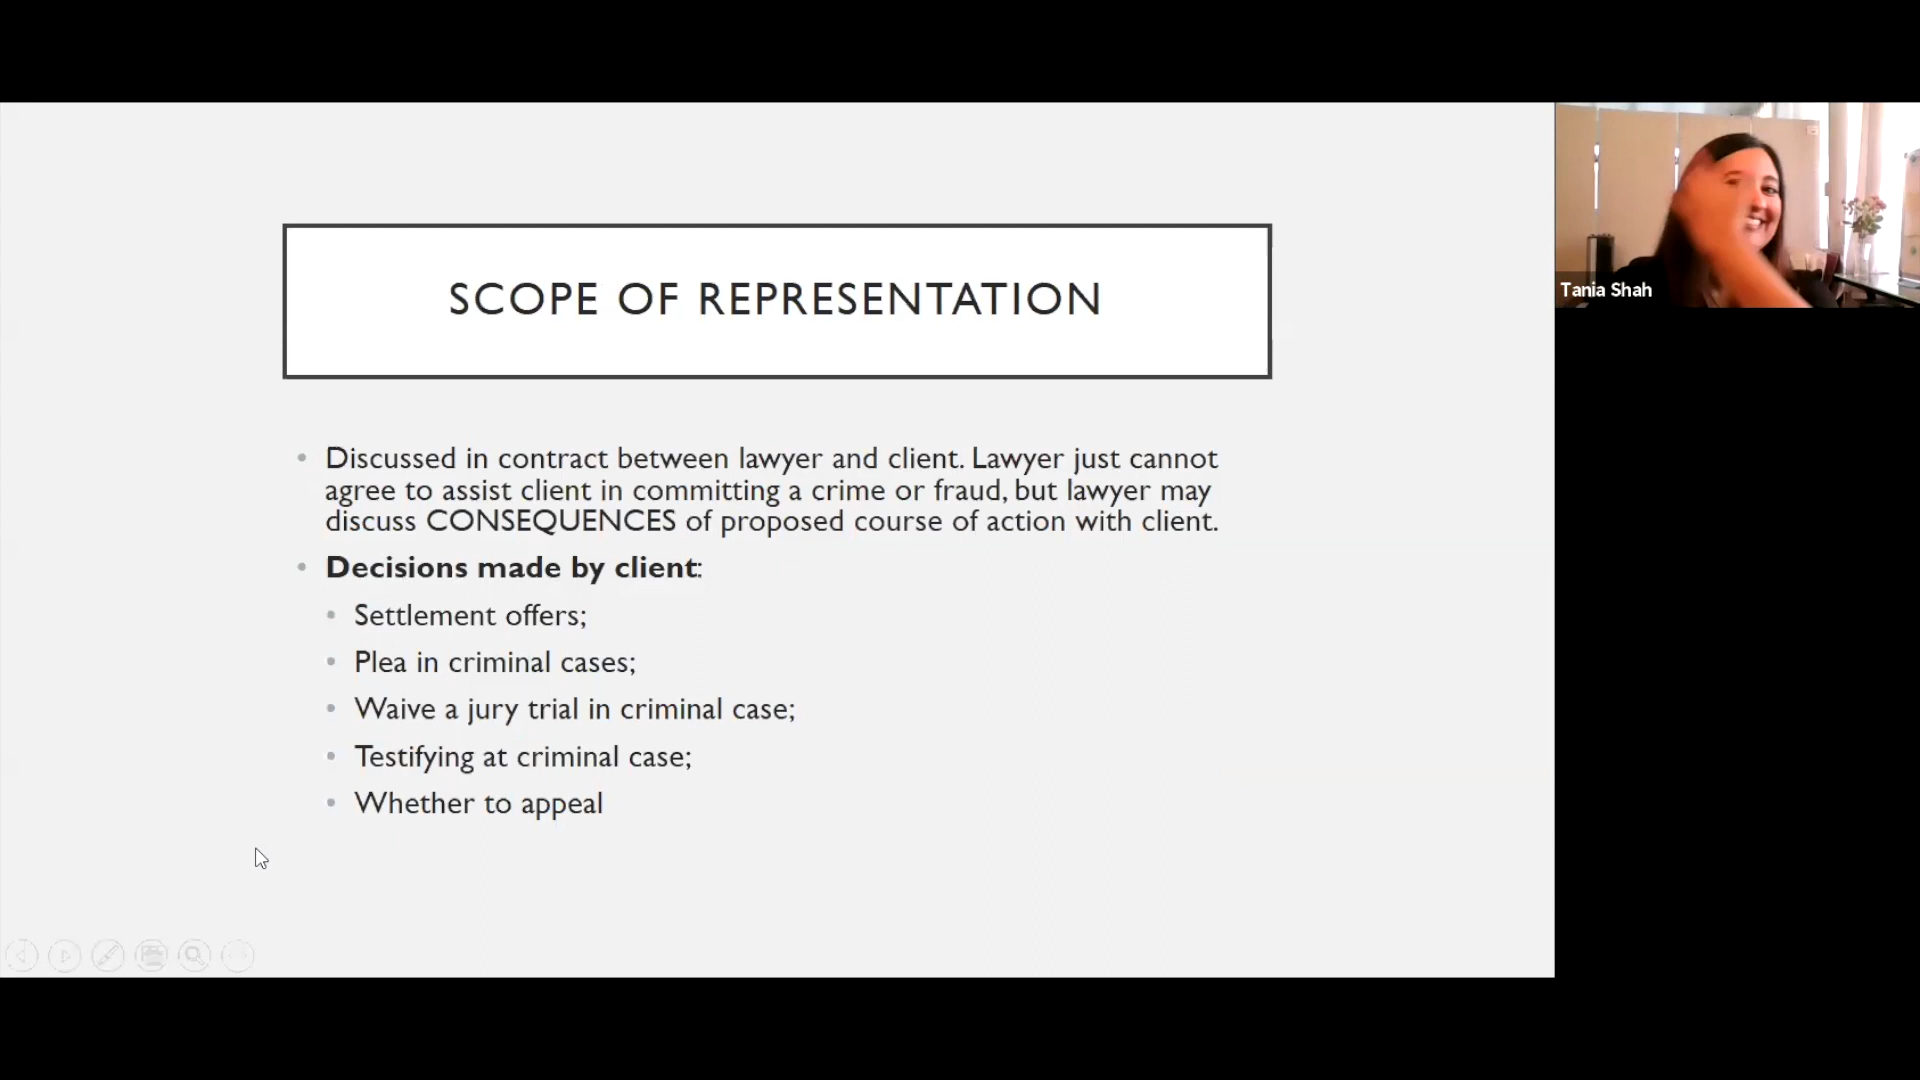 SCOPE OF REPRESENTATION
Discussed in contract between lawyer and client. Lawyer just cannot
agree to assist client in committing a crime or fraud, but lawyer may
discuss CONSEQUENCES of proposed course of action with client.
Decisions made by client:
Settlement offers;
Plea in criminal cases;
Waive a jury trial in criminal case;
Testifying at criminal case;
Whether to appeal
Tania Shah